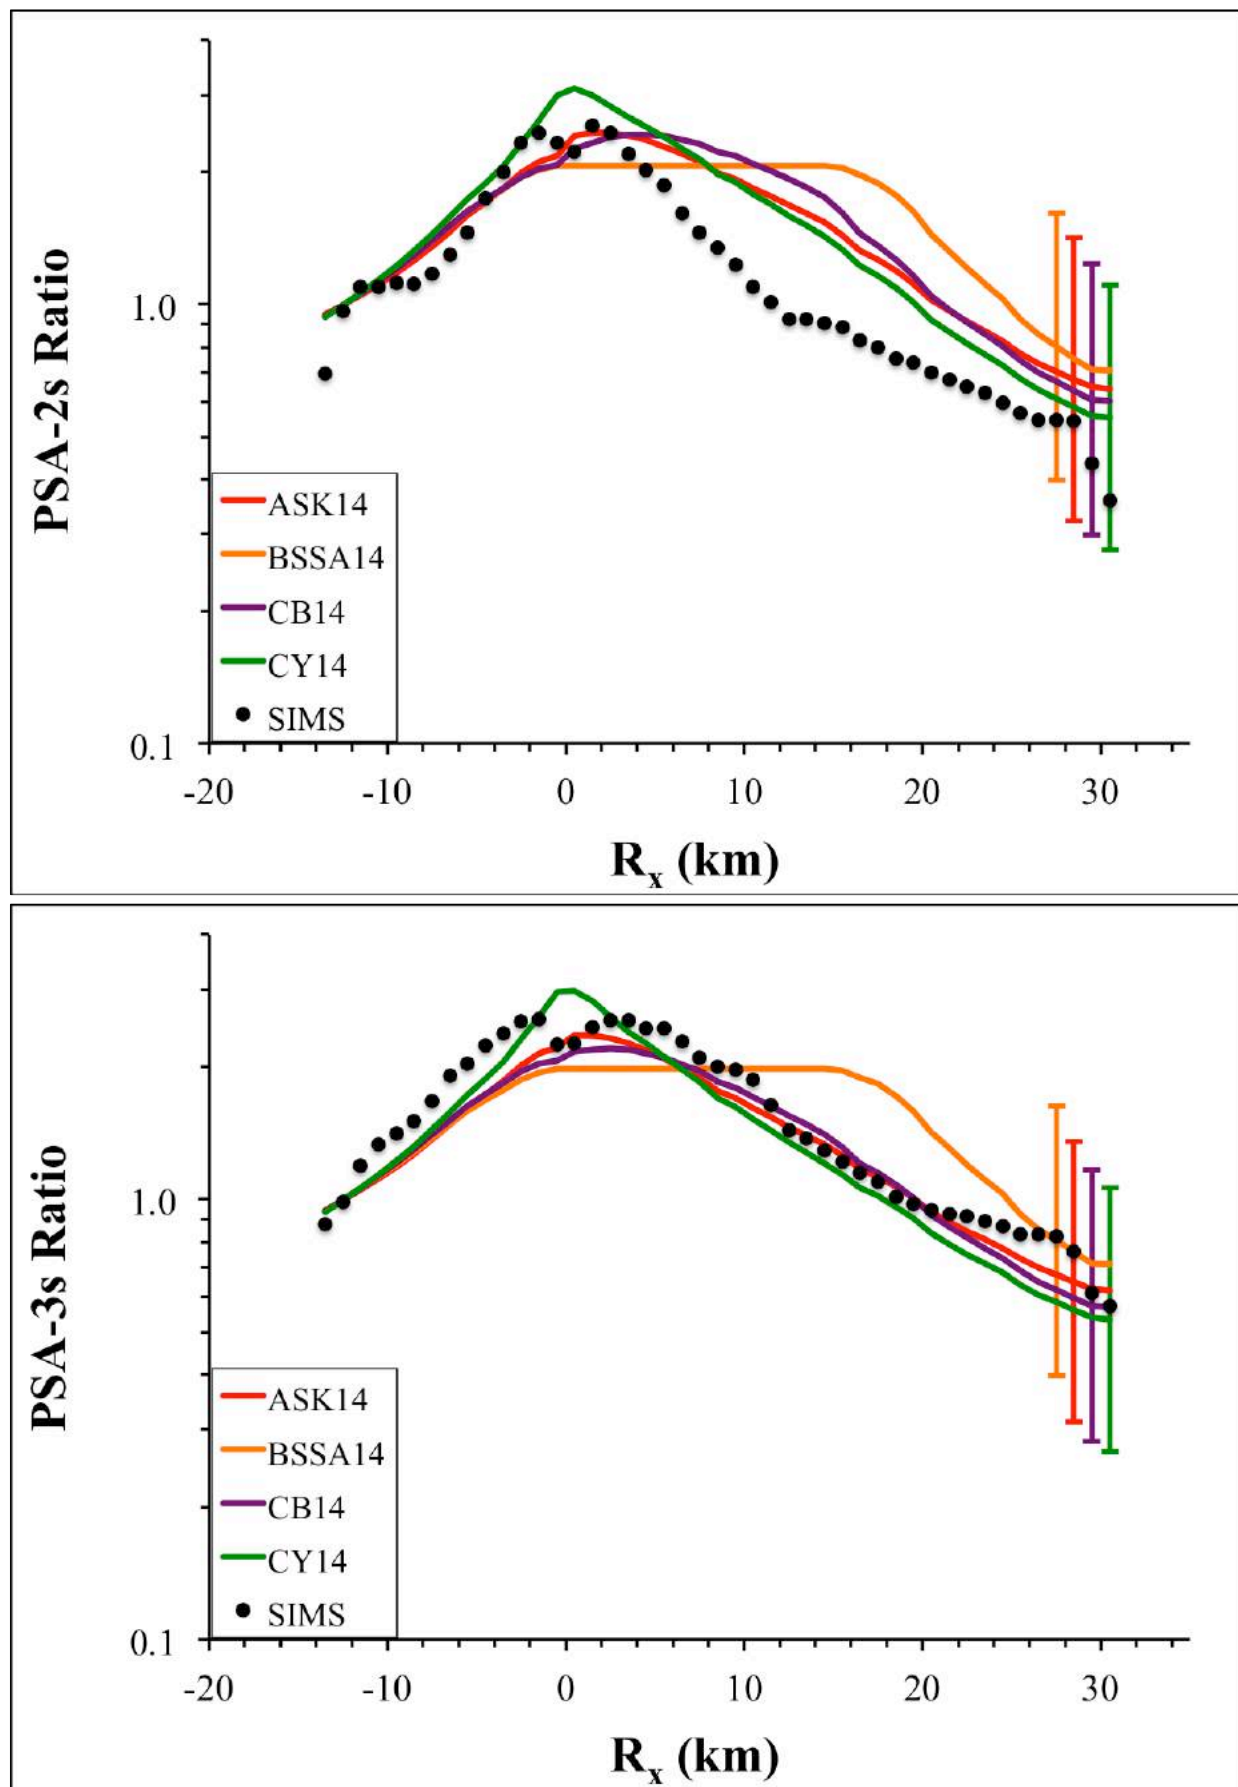 PSA-2s Ratio
1.0
0.1
ASK14
BSSA14
CB14
CY14
SIMS
-20 -10 0 10 20 30
Rx (km)
PSA-3s Ratio
1.0
0.1
ASK14
BSSA14
CB14
CY14
SIMS
-20 -10 0 10 20 30
Rx (km)